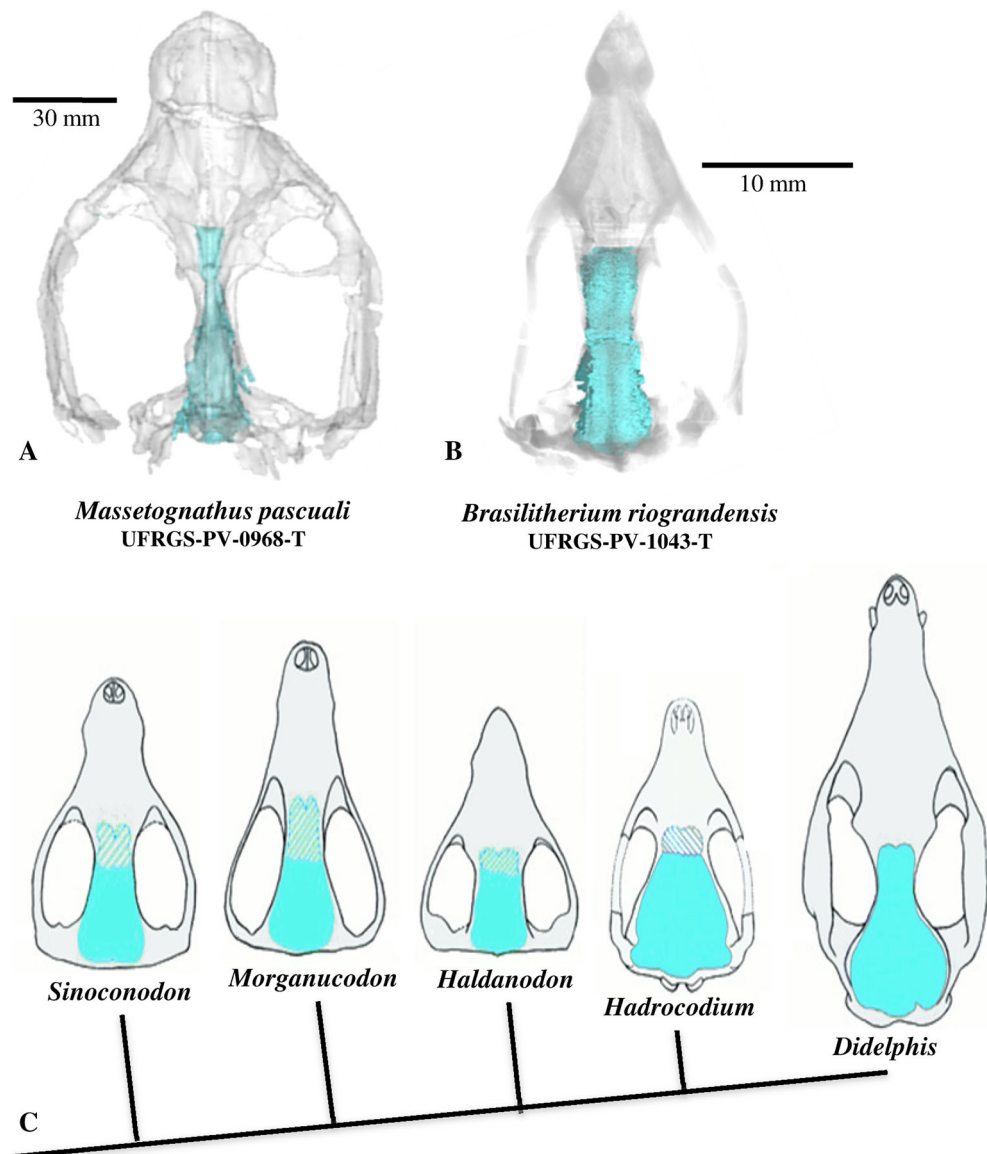 30 mm
10 mm
A
B
Massetognathus pascuali
UFRGS-PV-0968-T
Brasilitherium riograndensis
UFRGS-PV-1043-T
Sinoconodon
Morganucodon
Haldanodon
Hadrocodium
Didelphis
C